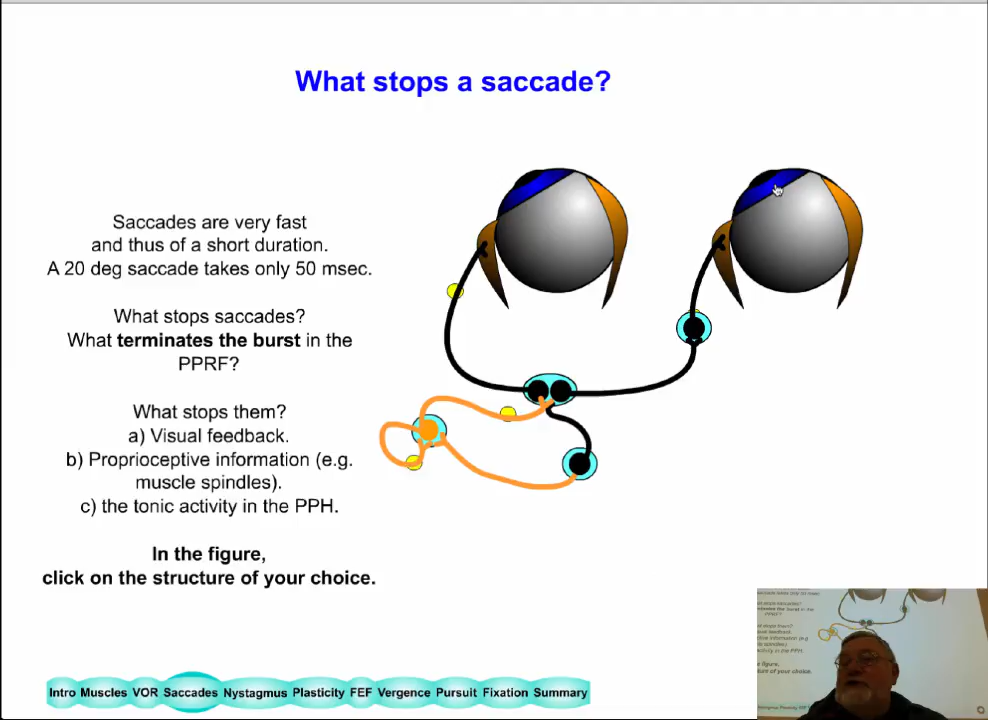 What stops a saccade?
Saccades are very fast
and thus of a short duration.
A 20 deg saccade takes only 50 msec.
What stops saccades?
What terminates the burst in the
PPRF?
What stops them?
a) Visual feedback.
b) Proprioceptive information (e.g.
muscle spindles).
c) the tonic activity in the PPH.
In the figure,
click on the structure of your choice.
Intro Muscles VOR Saccades Nystagmus Plasticity FEF Vergence Pursuit Fixation Summary